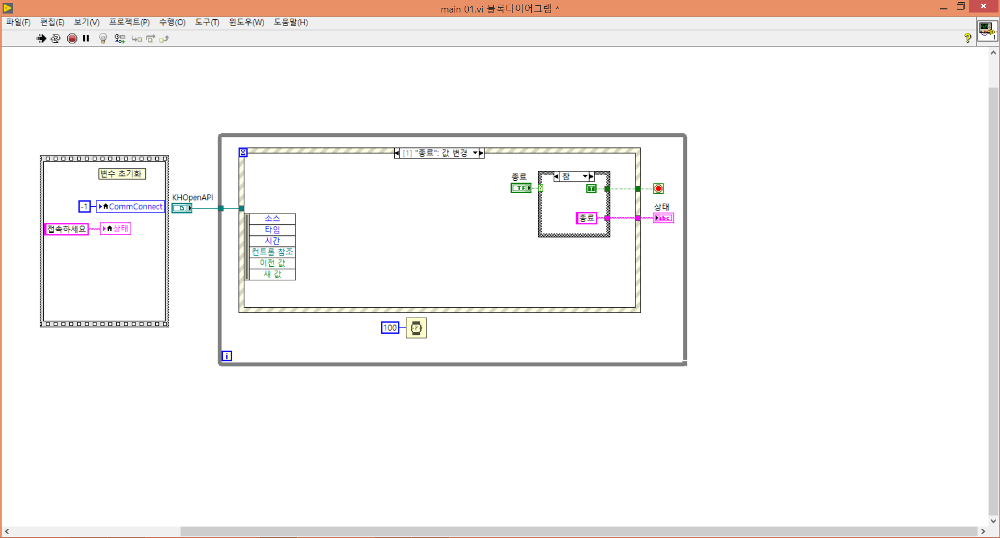 main 01.vi 블록다이어그램 *
파일(F) 편집(E) 보기(V) 프로젝트(P) 수행(O) 도구(T) 윈도우(W) 도움말(H)
?
1
변수 초기화
-1 CommConnect
접속하세요 상태
KHOpenAPI
[1] "종료": 값 변경
소스
타입
시간
컨트롤 참조
이전 값
새 값
종료
TF
?
참
T
종료
상태
abc
100
i